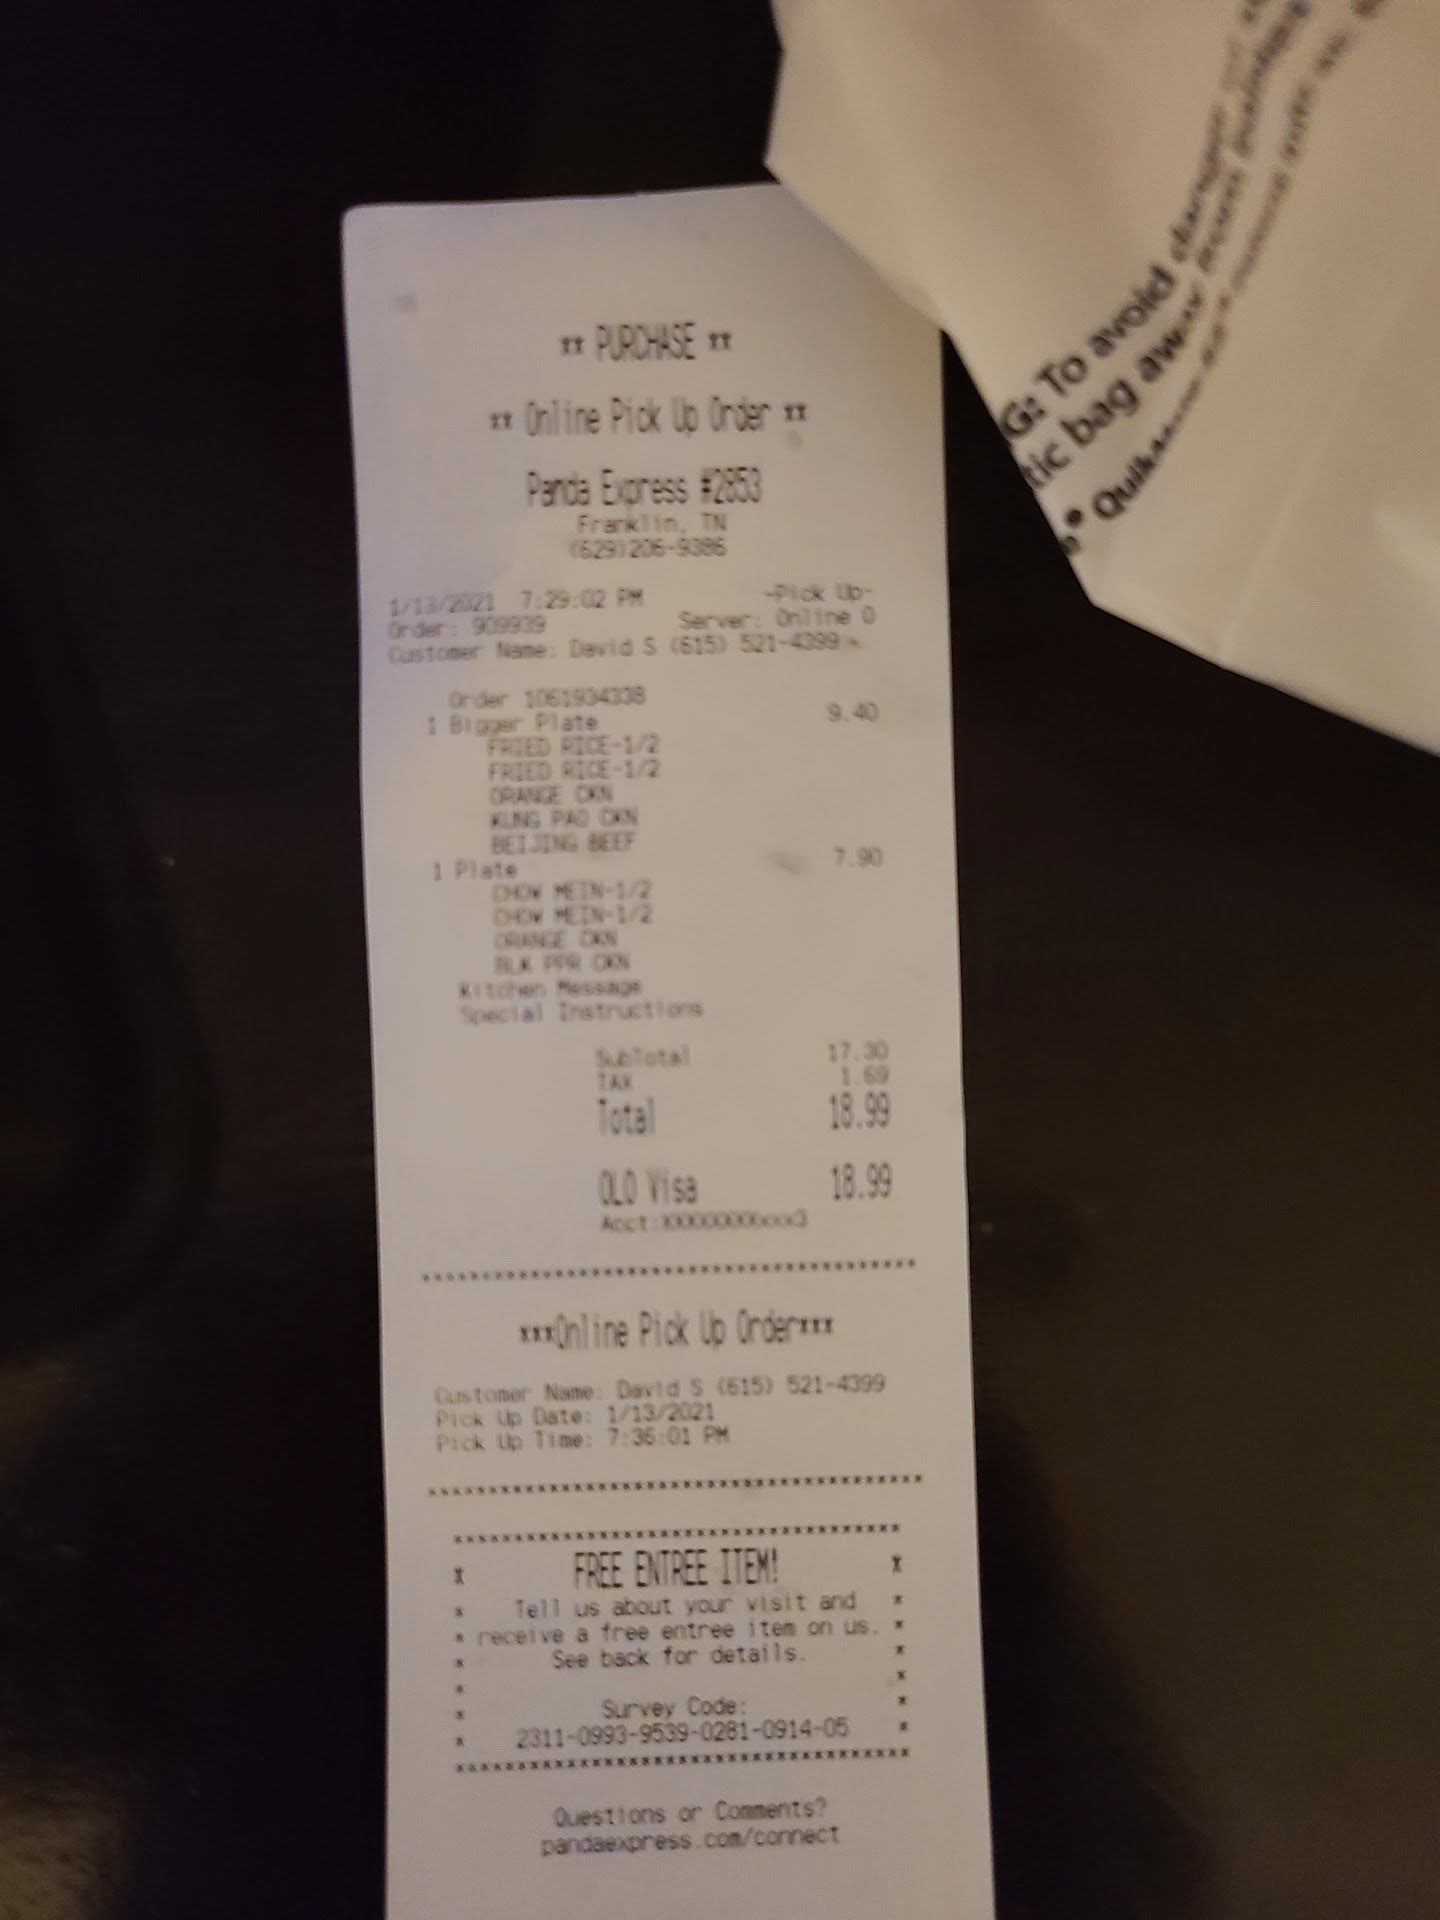 ** PURCHASE **
** Online Pick Up Order **
Panda Express #2853
Franklin, TN
(629)206-9386
1/13/2021 7:29:02 PM -Pick Up-
Order: 909939 Server: Online O
Customer Name: David S (615) 521-4399
Order 1061934338
1 Bigger Plate 9.40
FRIED RICE-1/2
FRIED RICE-1/2
ORANGE CKN
KUNG PAO CKN
BEIJING BEEF
1 Plate 7.90
CHOW MEIN-1/2
CHOW MEIN-1/2
ORANGE CKN
BLK PPR CKN
Kitchen Message
Special Instructions
SubTotal 17.30
TAX 1.69
Total 18.99
OLO Visa 18.99
Acct:XXXXXXXXXxxxx3
***Online Pick Up Order***
Customer Name: David S (615) 521-4399
Pick Up Date: 1/13/2021
Pick Up Time: 7:36:01 PM
FREE ENTREE ITEM!
Tell us about your visit and
receive a free entree item on us.
See back for details.
Survey Code:
2311-0993-9539-0281-0914-05
Questions or Comments?
pandaexpress.com/connect
G: To avoid danger of
tic bag away from